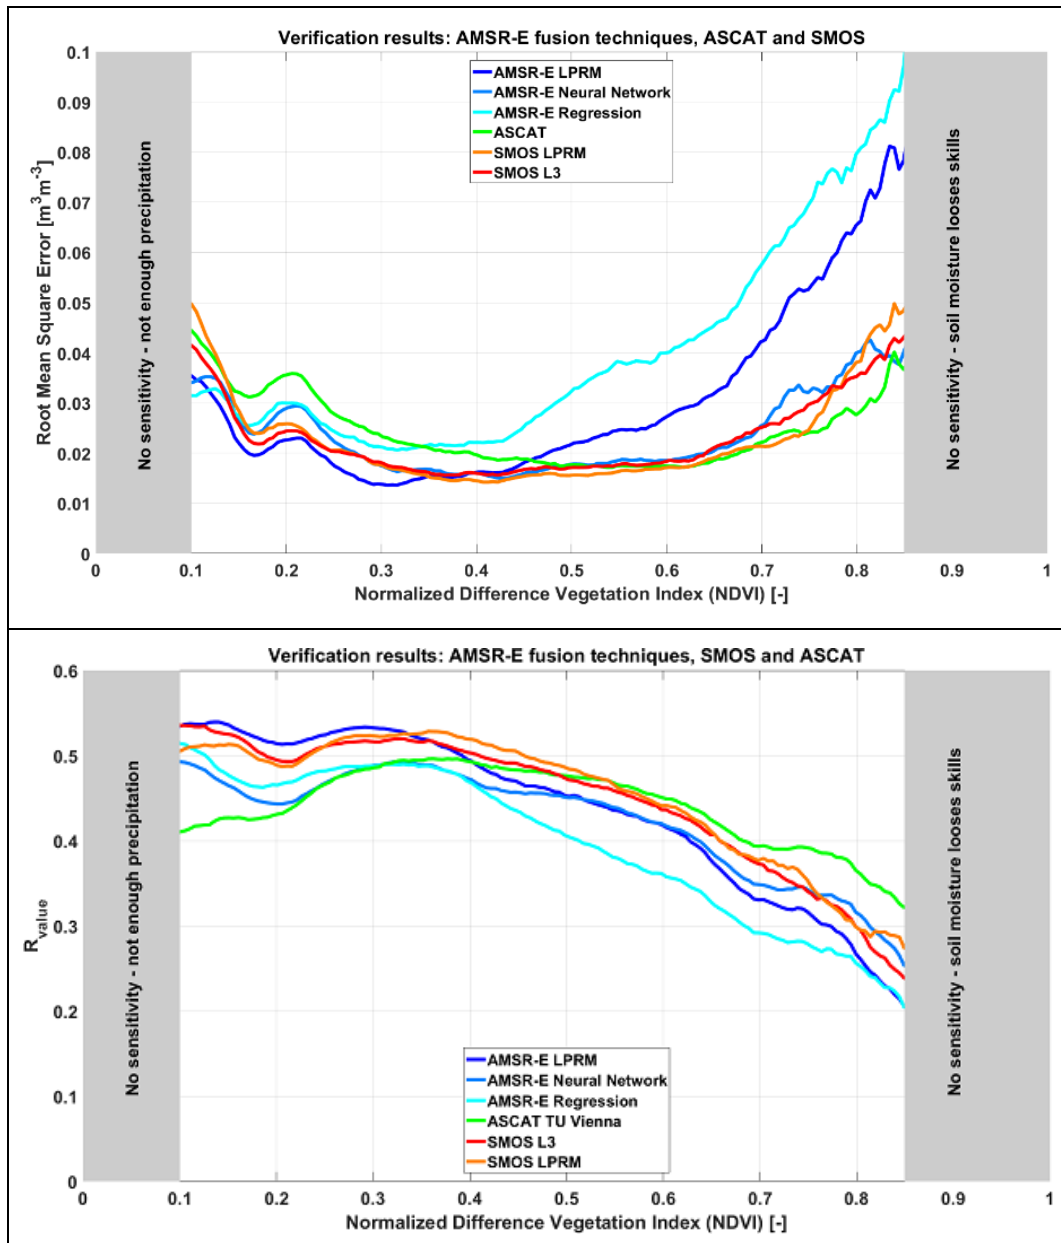 Verification results: AMSR-E fusion techniques, ASCAT and SMOS
Root Mean Square Error [m³m⁻³]
0.1
0.09
0.08
0.07
0.06
0.05
0.04
0.03
0.02
0.01
0
No sensitivity - not enough precipitation
AMSR-E LPRM
AMSR-E Neural Network
AMSR-E Regression
ASCAT
SMOS LPRM
SMOS L3
No sensitivity - soil moisture looses skills
0 0.1 0.2 0.3 0.4 0.5 0.6 0.7 0.8 0.9 1
Normalized Difference Vegetation Index (NDVI) [-]
Verification results: AMSR-E fusion techniques, SMOS and ASCAT
R_value
0.6
0.5
0.4
0.3
0.2
0.1
0
No sensitivity - not enough precipitation
AMSR-E LPRM
AMSR-E Neural Network
AMSR-E Regression
ASCAT TU Vienna
SMOS L3
SMOS LPRM
No sensitivity - soil moisture looses skills
0 0.1 0.2 0.3 0.4 0.5 0.6 0.7 0.8 0.9 1
Normalized Difference Vegetation Index (NDVI) [-]